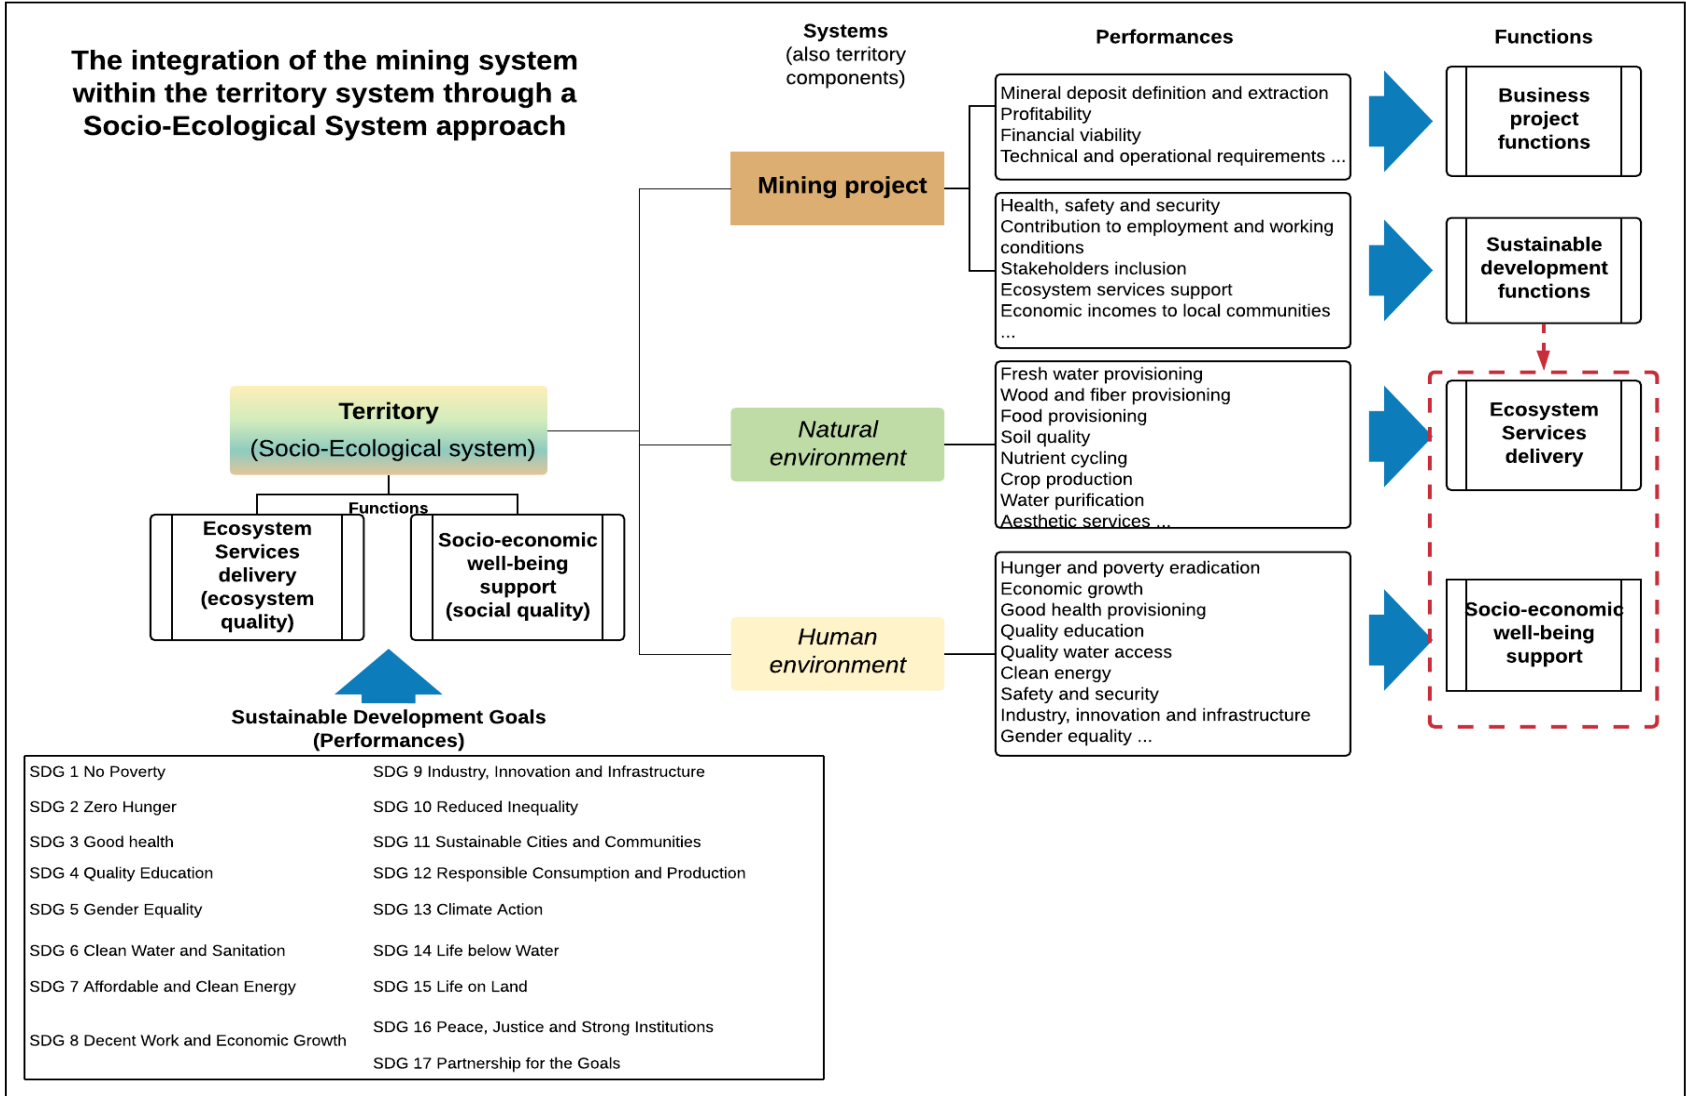 The integration of the mining system
within the territory system through a
Socio-Ecological System approach
Systems
(also territory
components)
Performances
Functions
Mining project
Mineral deposit definition and extraction
Profitability
Financial viability
Technical and operational requirements ...
Business
project
functions
Health, safety and security
Contribution to employment and working
conditions
Stakeholders inclusion
Ecosystem services support
Economic incomes to local communities
...
Sustainable
development
functions
Territory
(Socio-Ecological system)
Functions
Ecosystem
Services
delivery
(ecosystem
quality)
Socio-economic
well-being
support
(social quality)
Natural
environment
Fresh water provisioning
Wood and fiber provisioning
Food provisioning
Soil quality
Nutrient cycling
Crop production
Water purification
Aesthetic services ...
Ecosystem
Services
delivery
Human
environment
Hunger and poverty eradication
Economic growth
Good health provisioning
Quality education
Quality water access
Clean energy
Safety and security
Industry, innovation and infrastructure
Gender equality ...
Socio-economic
well-being
support
Sustainable Development Goals
(Performances)
SDG 1 No Poverty
SDG 2 Zero Hunger
SDG 3 Good health
SDG 4 Quality Education
SDG 5 Gender Equality
SDG 6 Clean Water and Sanitation
SDG 7 Affordable and Clean Energy
SDG 8 Decent Work and Economic Growth
SDG 9 Industry, Innovation and Infrastructure
SDG 10 Reduced Inequality
SDG 11 Sustainable Cities and Communities
SDG 12 Responsible Consumption and Production
SDG 13 Climate Action
SDG 14 Life below Water
SDG 15 Life on Land
SDG 16 Peace, Justice and Strong Institutions
SDG 17 Partnership for the Goals